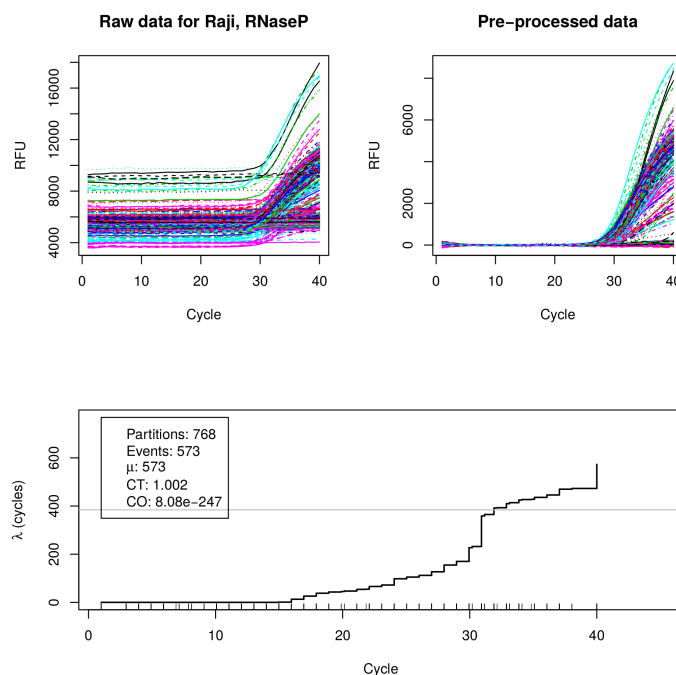 Raw data for Raji, RNaseP
Pre−processed data
RFU
4000 8000 12000 16000
0 10 20 30 40
Cycle
RFU
0 2000 6000
0 10 20 30 40
Cycle
Partitions: 768
Events: 573
μ: 573
CT: 1.002
CO: 8.08e−247
λ (cycles)
0 200 400 600
0 10 20 30 40
Cycle